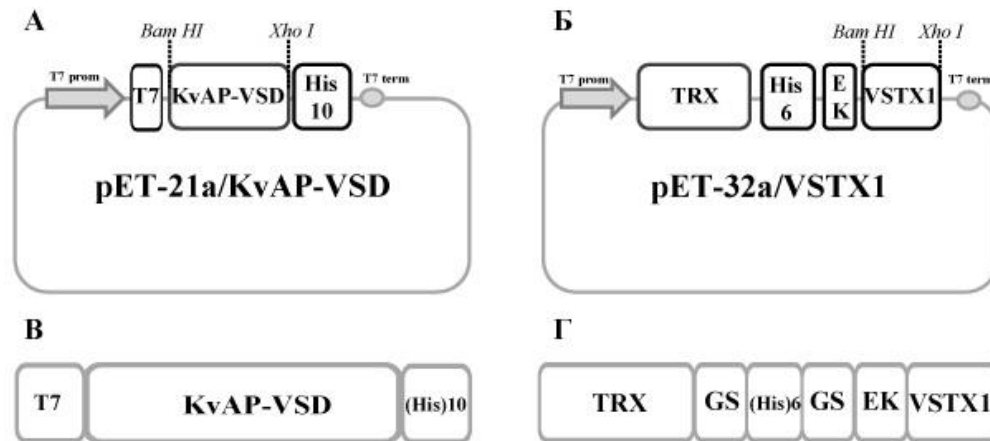 А
Bam HI
Xho I
T7 prom
T7
KvAP-VSD
His
10
T7 term
pET-21a/KvAP-VSD
Б
Bam HI
Xho I
T7 prom
TRX
His
6
E
K
VSTX1
T7 term
pET-32a/VSTX1
В
T7
KvAP-VSD
(His)10
Г
TRX
GS
(His)6
GS
EK
VSTX1